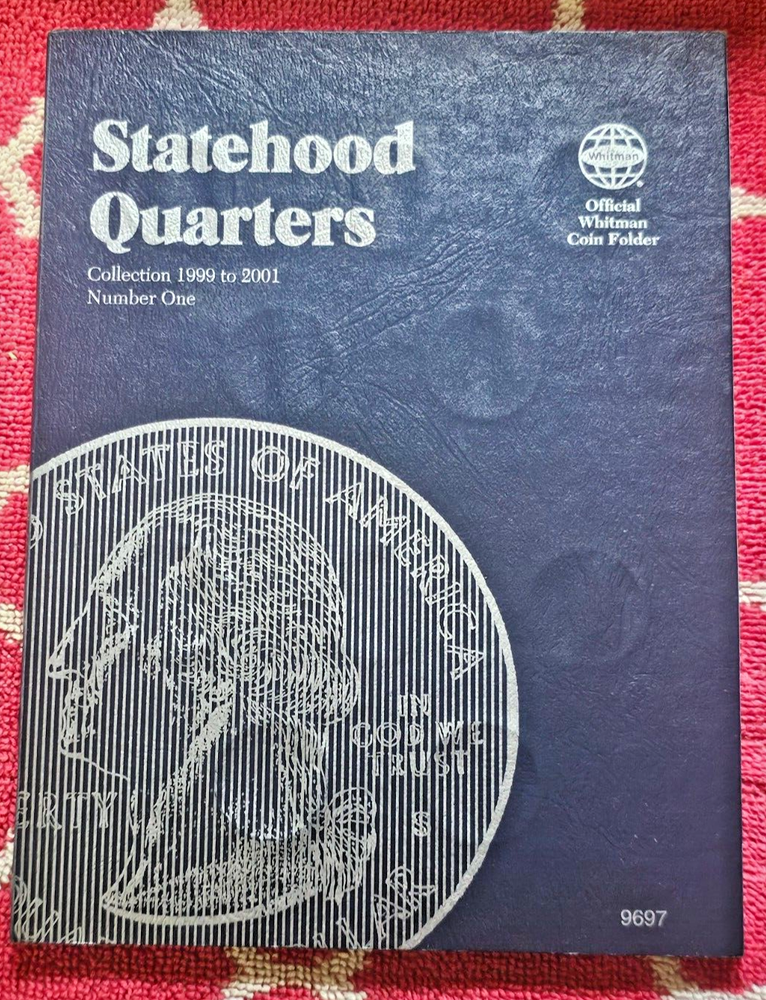 Statehood
Quarters
Collection 1999 to 2001
Number One
Whitman
Official
Whitman
Coin Folder
STATES OF AMERICA
IN
GOD WE
TRUST
ERTY
S
9697